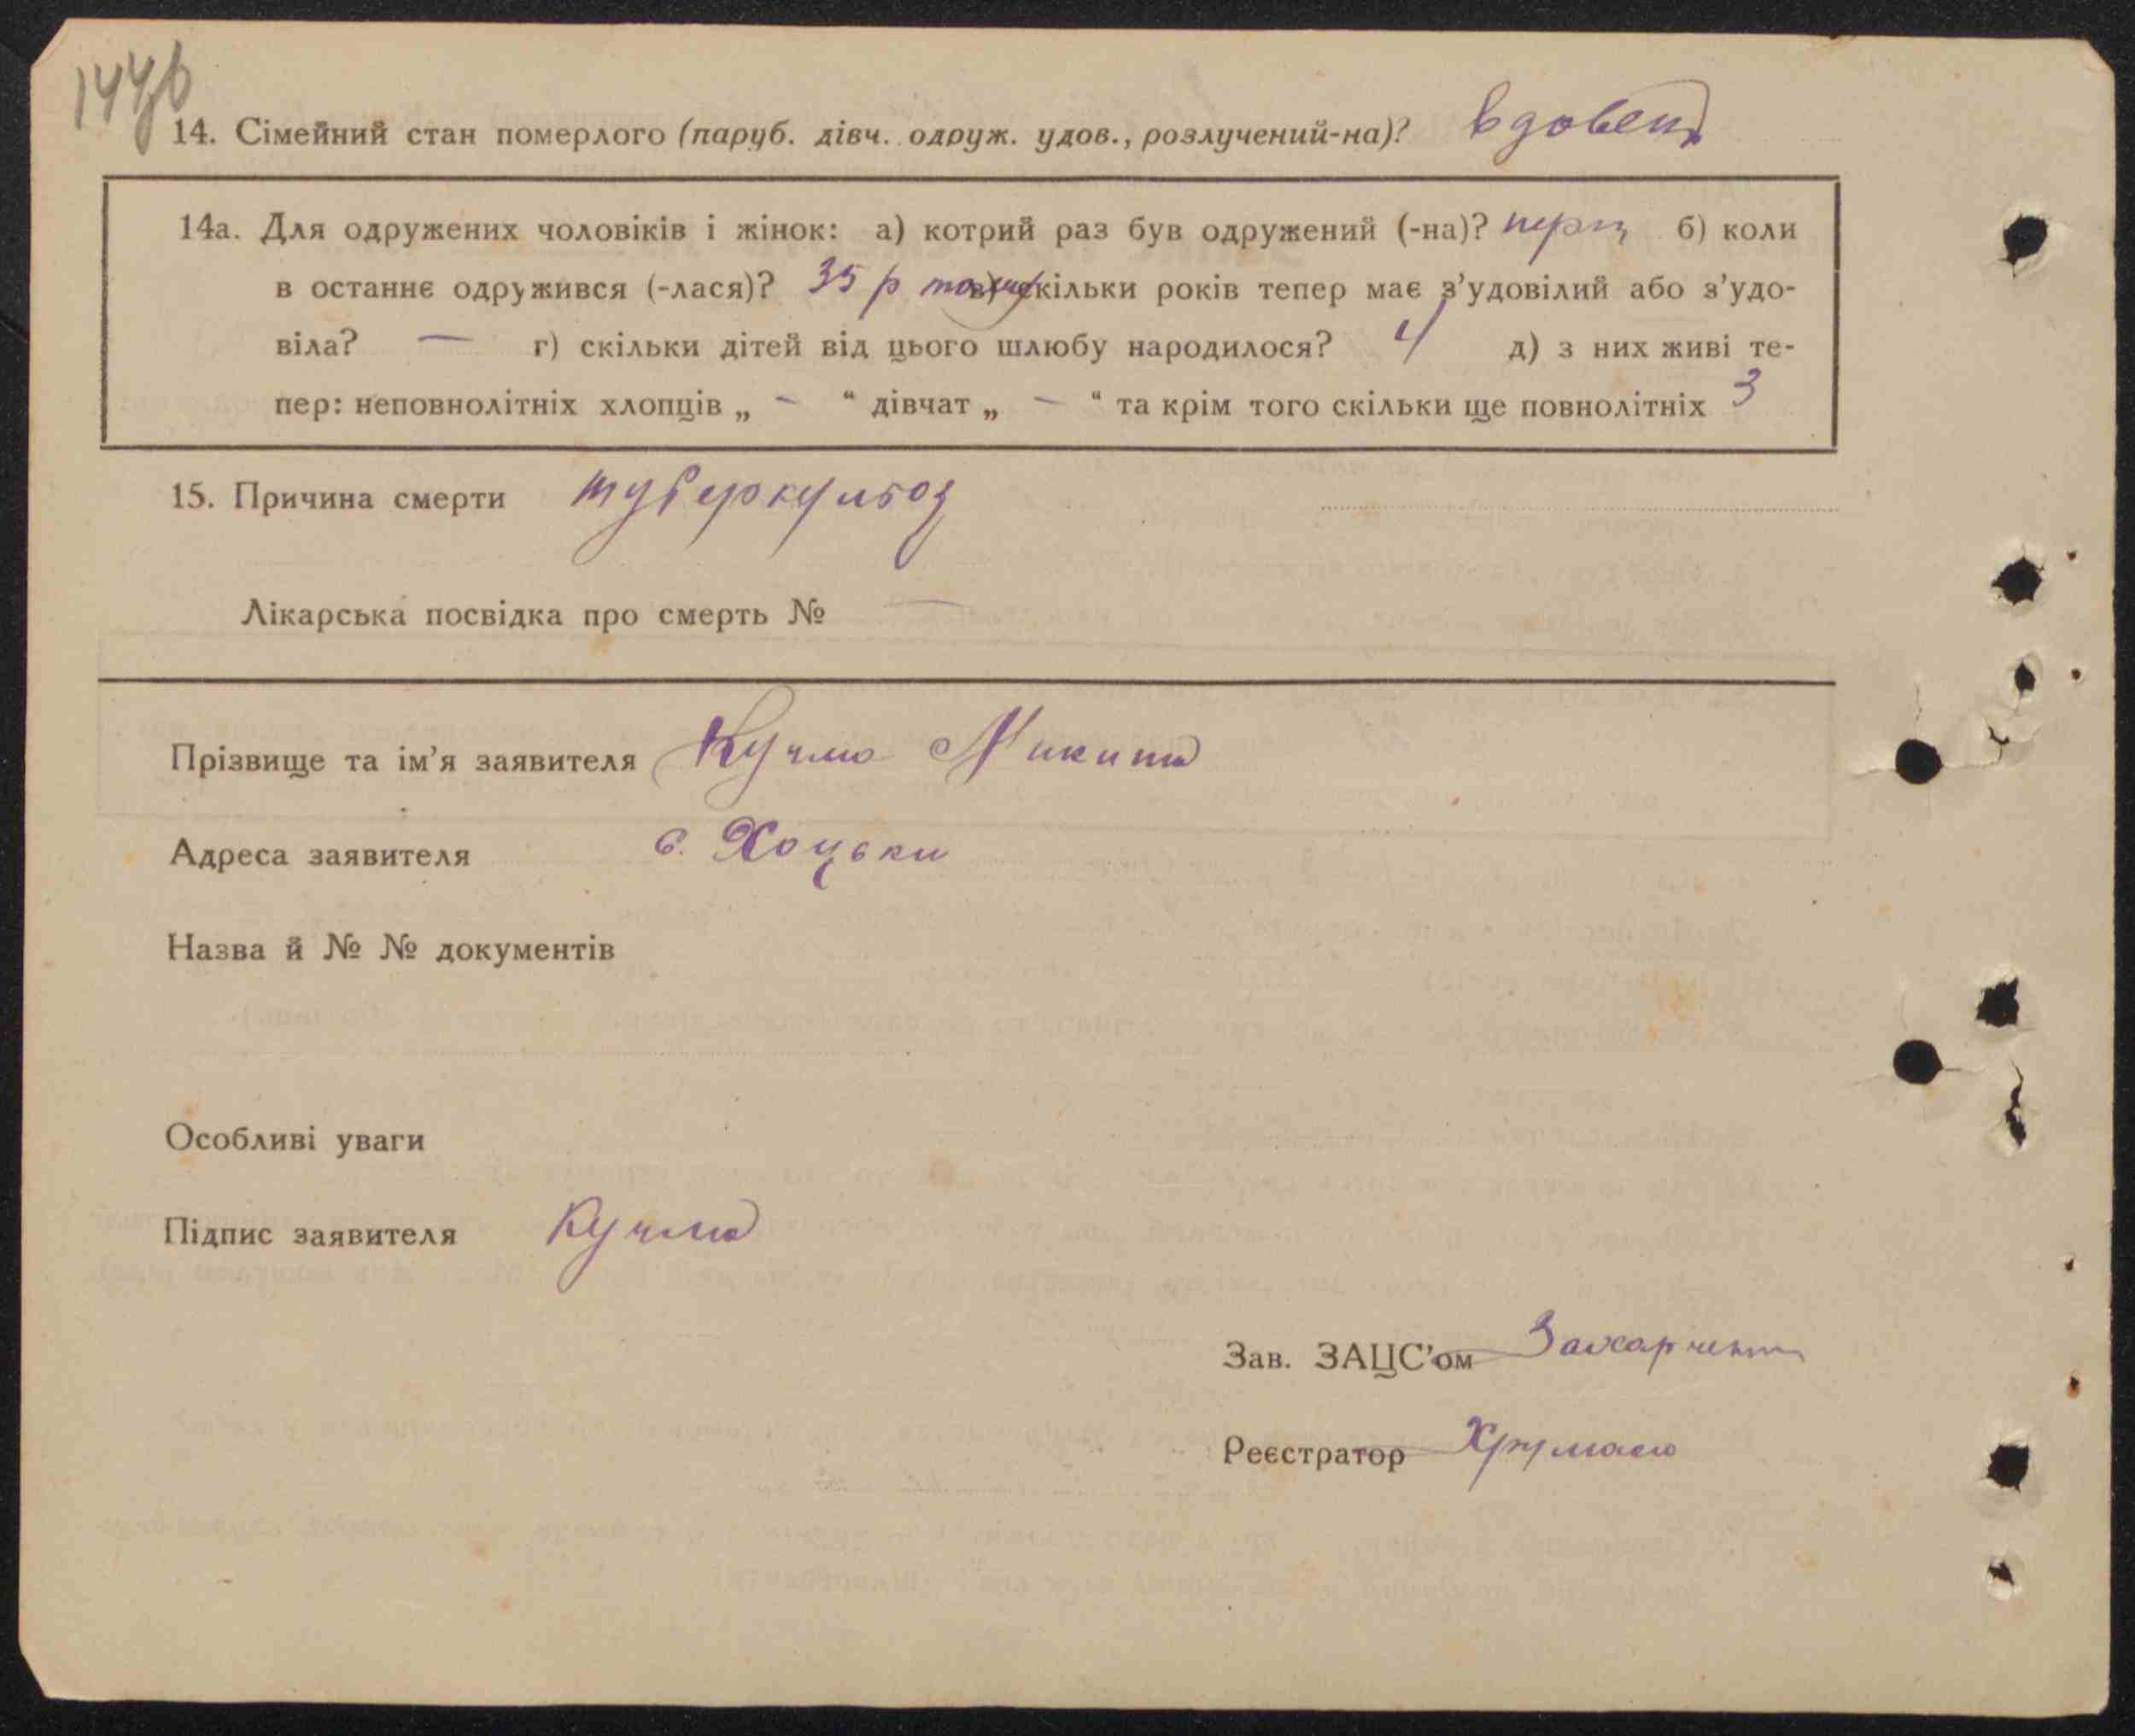 144б
14. Сімейний стан померлого (паруб. дівч. одруж. удов., розлучений-на)? вдовець
14а. Для одружених чоловіків і жінок: а) котрий раз був одружений (-на)? перш б) коли
в останнє одружився (-лася)? 35 р тому в) скільки років тепер має з’удовілий або з’удо-
віла? — г) скільки дітей від цього шлюбу народилося? 4 д) з них живі те-
пер: неповнолітніх хлопців „ – “ дівчат „ – “ та крім того скільки ще повнолітніх 3
15. Причина смерти туберкульоз
Лікарська посвідка про смерть № —
Прізвище та ім’я заявителя Кучма Микита
Адреса заявителя с. Хоцьки
Назва й № № документів
Особливі уваги
Підпис заявителя Кучма
Зав. ЗАЦС’ом Захарченко
Реєстратор